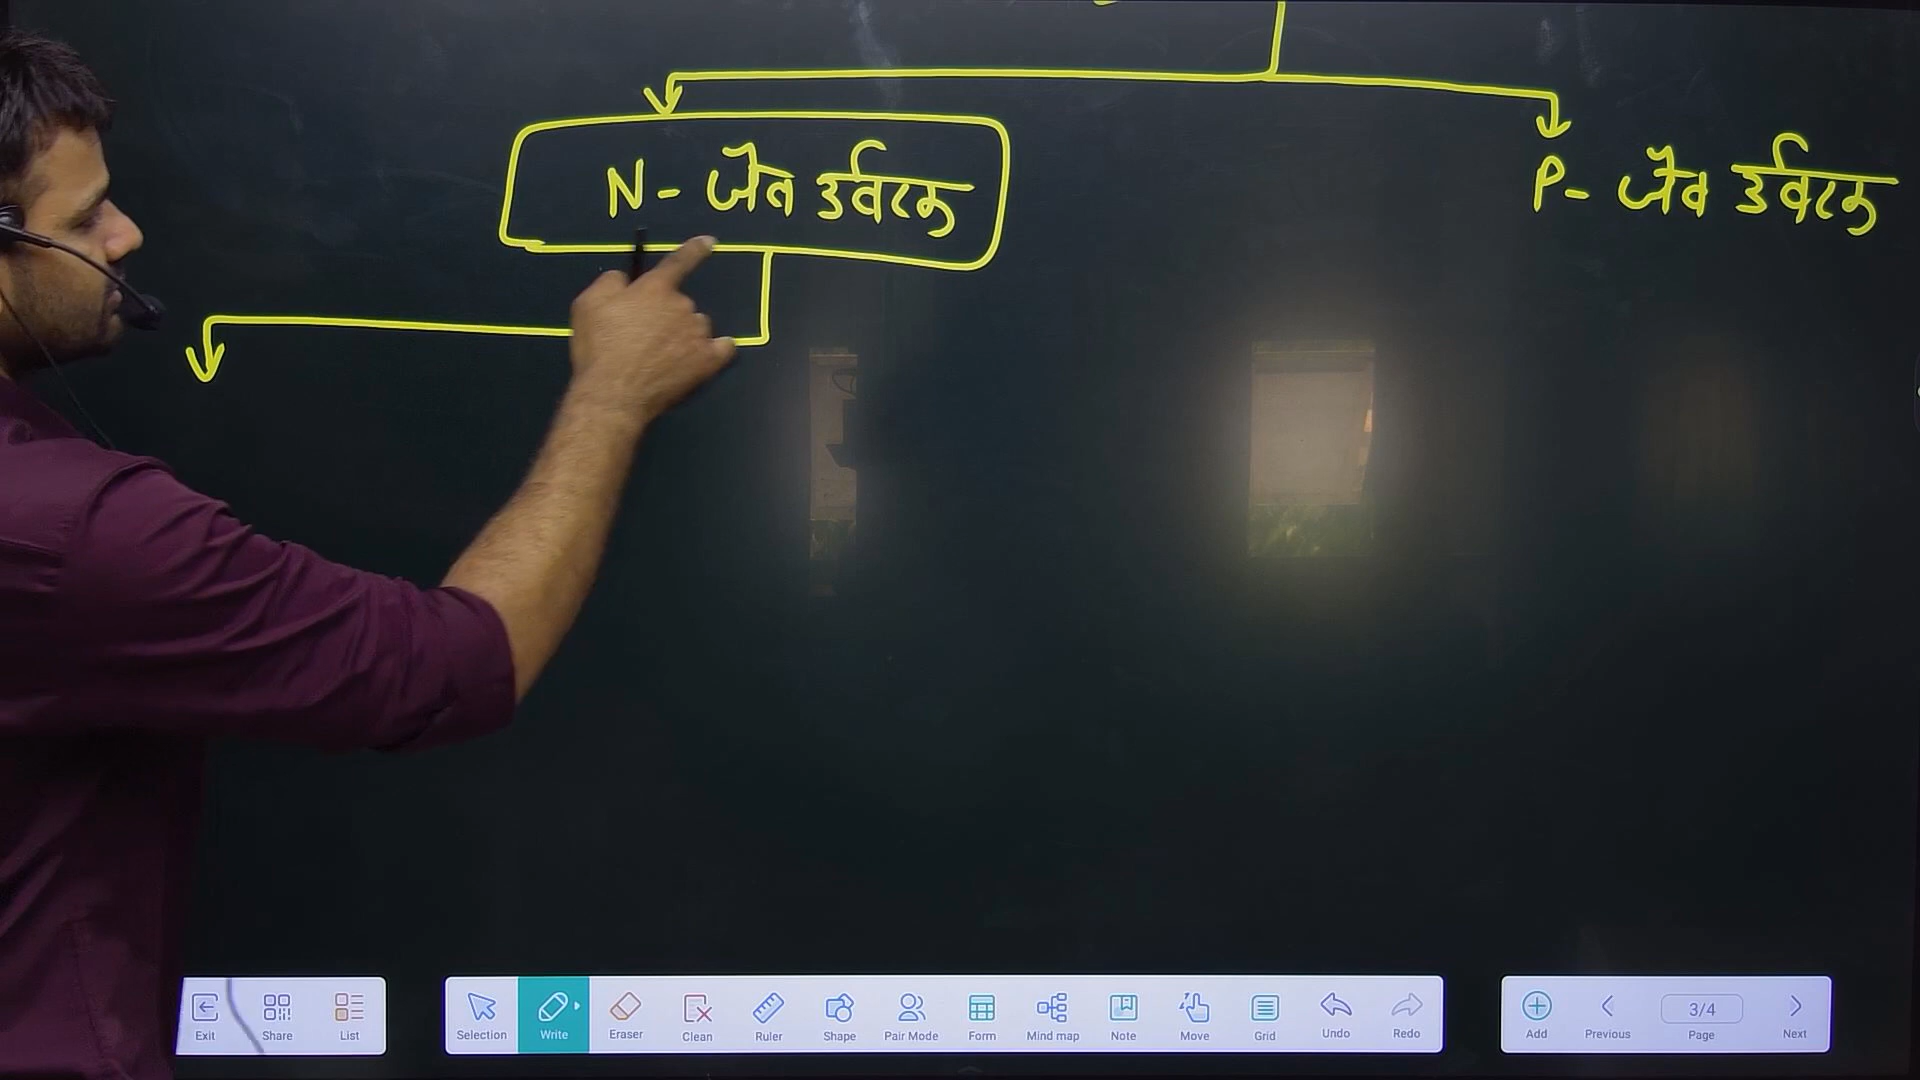 N- जैव उर्वरक
P- जैव उर्वरक
Exit Share List Selection Write Eraser Clean Ruler Shape Pair Mode Form Mind map Note Move Grid Undo Redo Add Previous 3/4 Page Next